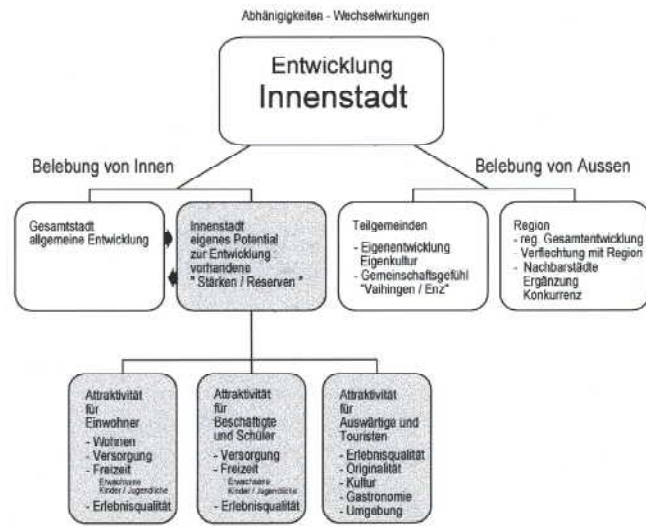 Abhänigigkeiten - Wechselwirkungen
Entwicklung
Innenstadt
Belebung von Innen
Belebung von Aussen
Gesamtstadt
allgemeine Entwicklung
Innenstadt
eigenes Potential
zur Entwicklung :
vorhandene
" Stärken / Reserven "
Teilgemeinden
- Eigenentwicklung
Eigenkultur
- Gemeinschaftsgefühl
"Vaihingen / Enz"
Region
- reg. Gesamtentwicklung
- Verflechtung mit Region
- Nachbarstädte
Ergänzung
Konkurrenz
Attraktivität
für
Einwohner
- Wohnen
- Versorgung
- Freizeit
Erwachsene
Kinder / Jugendliche
- Erlebnisqualität
Attraktivität
für
Beschäftigte
und Schüler
- Versorgung
- Freizeit
Erwachsene
Kinder / Jugendliche
- Erlebnisqualität
Attraktivität
für
Auswärtige und
Touristen
- Erlebnisqualität
- Originalität
- Kultur
- Gastronomie
- Umgebung